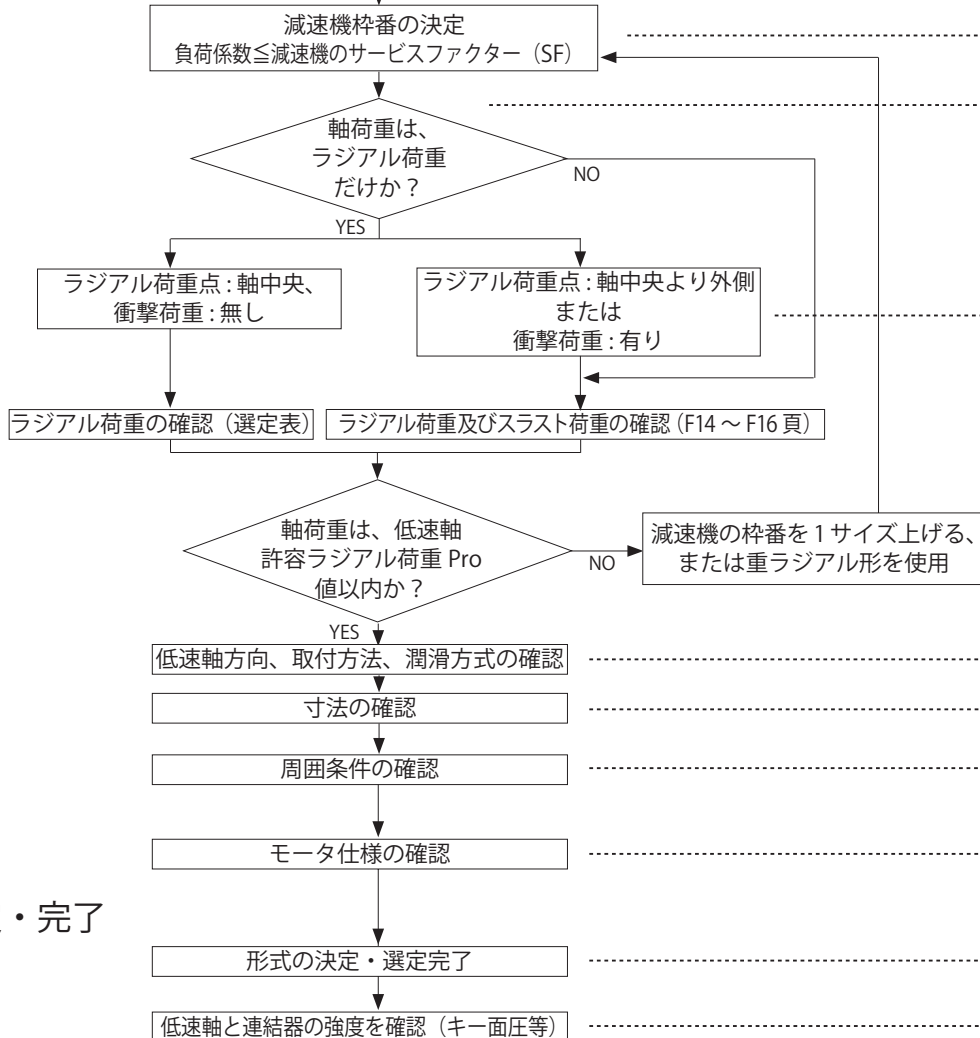 減速機枠番の決定
負荷係数≦減速機のサービスファクター（SF）
軸荷重は、
ラジアル荷重
だけか？
NO
YES
ラジアル荷重点 : 軸中央、
衝撃荷重 : 無し
ラジアル荷重点 : 軸中央より外側
または
衝撃荷重 : 有り
ラジアル荷重の確認（選定表）
ラジアル荷重及びスラスト荷重の確認 (F14 ～ F16 頁)
軸荷重は、低速軸
許容ラジアル荷重 Pro
値以内か？
NO
減速機の枠番を 1 サイズ上げる、
または重ラジアル形を使用
YES
低速軸方向、取付方法、潤滑方式の確認
寸法の確認
周囲条件の確認
モータ仕様の確認
・完了
形式の決定・選定完了
低速軸と連結器の強度を確認（キー面圧等）